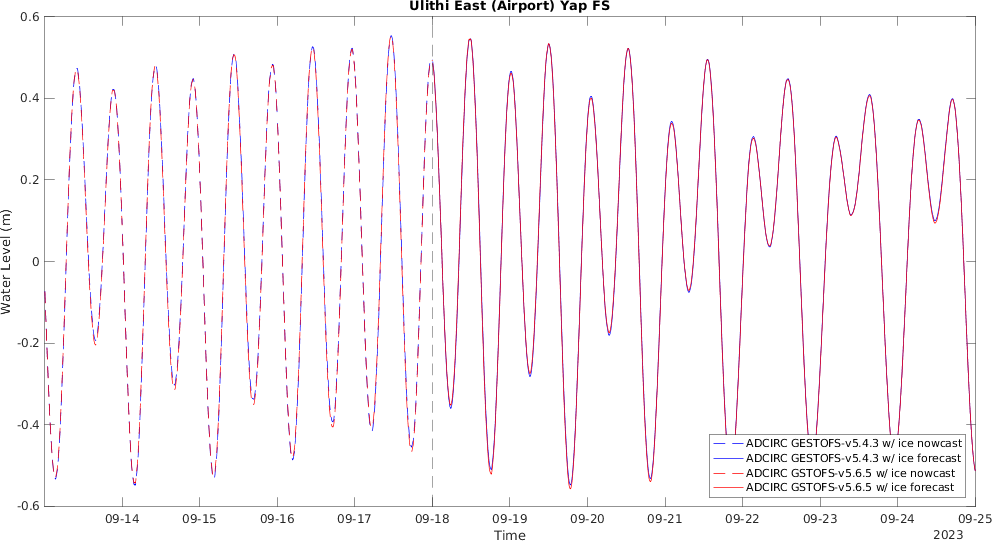 Ulithi East (Airport) Yap FS
0.6
0.4
0.2
0
-0.2
-0.4
-0.6
Water Level (m)
09-14 09-15 09-16 09-17 09-18 09-19 09-20 09-21 09-22 09-23 09-24 09-25
Time
2023
ADCIRC GESTOFS-v5.4.3 w/ ice nowcast
ADCIRC GESTOFS-v5.4.3 w/ ice forecast
ADCIRC GSTOFS-v5.6.5 w/ ice nowcast
ADCIRC GSTOFS-v5.6.5 w/ ice forecast